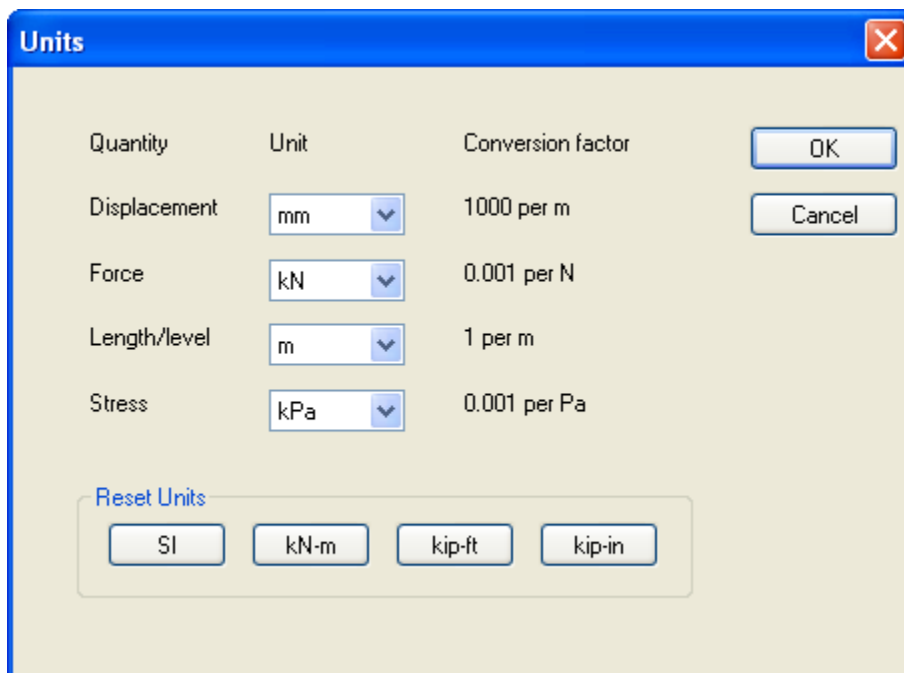 Units
Quantity Unit Conversion factor OK
Displacement mm 1000 per m Cancel
Force kN 0.001 per N
Length/level m 1 per m
Stress kPa 0.001 per Pa
Reset Units
SI kN-m kip-ft kip-in